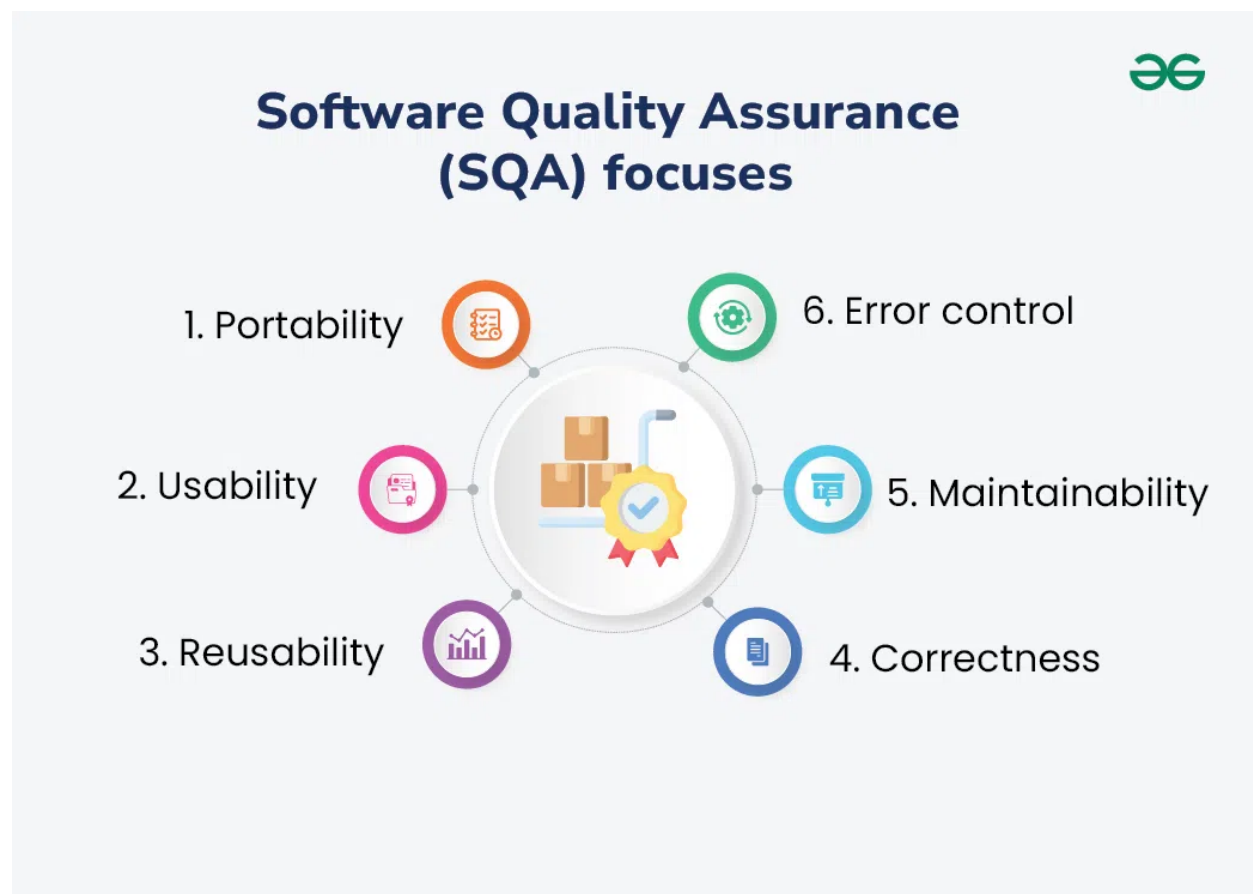 Software Quality Assurance
(SQA) focuses
1. Portability
2. Usability
3. Reusability
4. Correctness
5. Maintainability
6. Error control